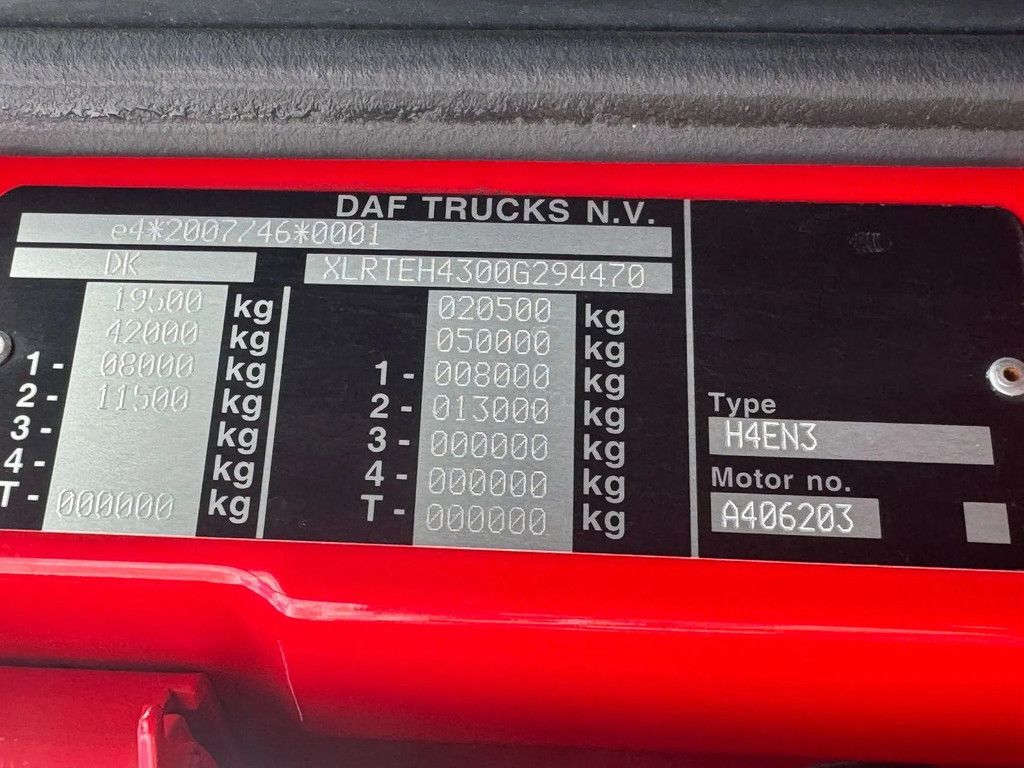 DAF TRUCKS N.V.
e4*2007/46*0001
DK XLRTEH4300G294470
19500 kg 020500 kg
42000 kg 050000 kg
1- 08000 kg 1- 008000 kg
2- 11500 kg 2- 013000 kg
3- kg 3- 000000 kg
4- kg 4- 000000 kg
T- 000000 kg T- 000000 kg
Type
H4EN3
Motor no.
A406203